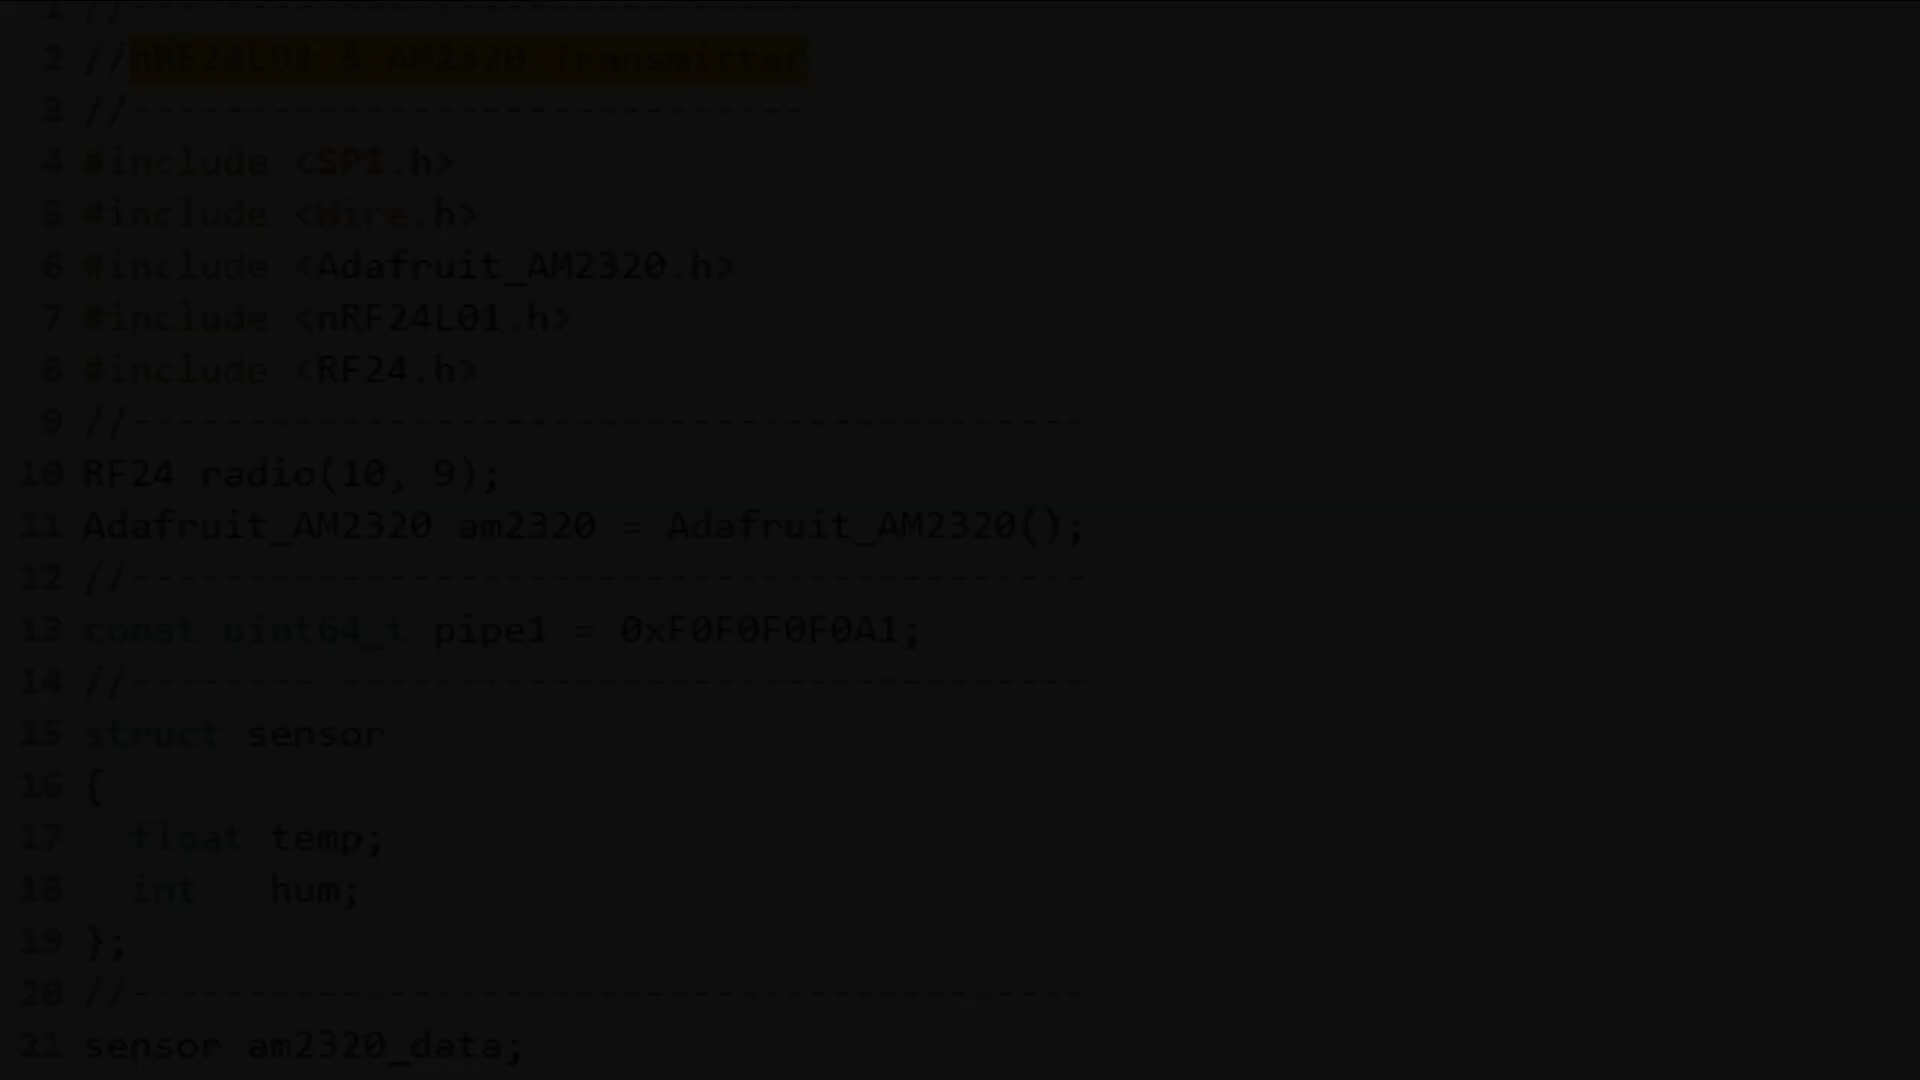 1 //-----------------------------
2 //nRF24L01 & AM2320 Transmitter
3 //-----------------------------
4 #include <SPI.h>
5 #include <Wire.h>
6 #include <Adafruit_AM2320.h>
7 #include <nRF24L01.h>
8 #include <RF24.h>
9 //-----------------------------------------
10 RF24 radio(10, 9);
11 Adafruit_AM2320 am2320 = Adafruit_AM2320();
12 //-----------------------------------------
13 const uint64_t pipe1 = 0xF0F0F0F0A1;
14 //-----------------------------------------
15 struct sensor
16 {
17   float temp;
18   int   hum;
19 };
20 //-----------------------------------------
21 sensor am2320_data;